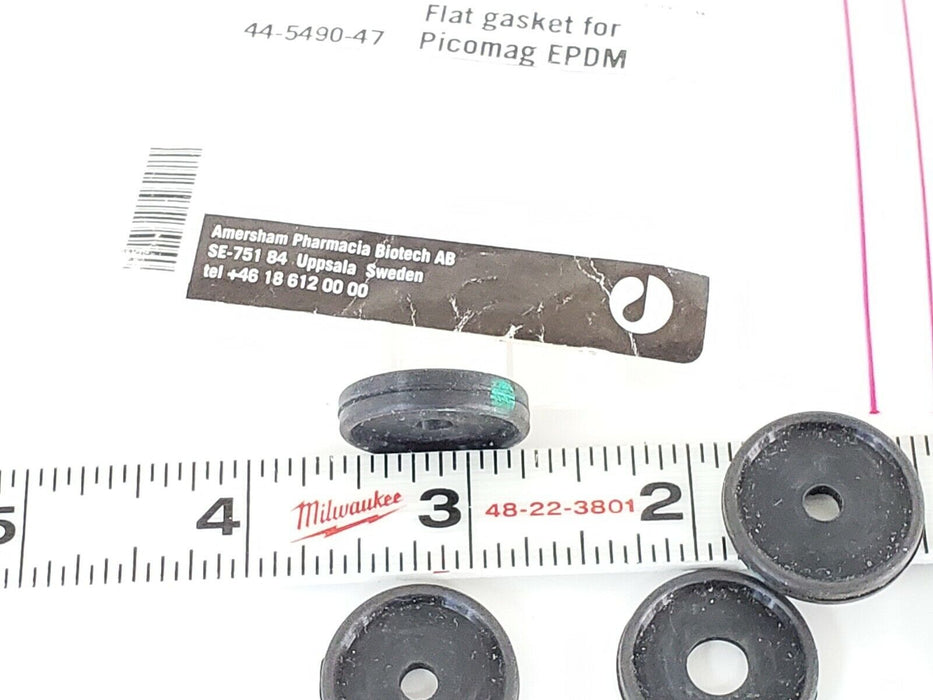 Flat gasket for
44-5490-47 Picomag EPDM
Amersham Pharmacia Biotech AB
SE-751 84 Uppsala Sweden
tel +46 18 612 00 00
5 4 Milwaukee 3 48-22-3801 2